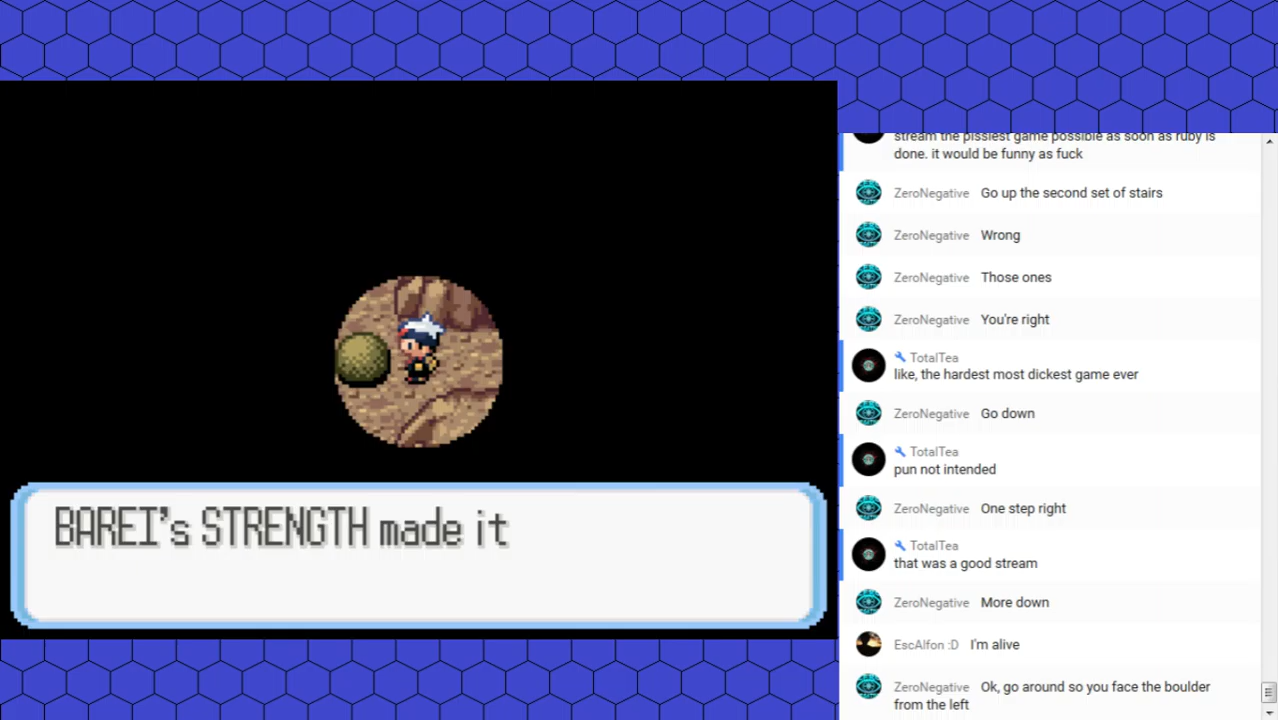 BAREI's STRENGTH made it
stream the pissiest game possible as soon as ruby is
done. it would be funny as fuck
ZeroNegative Go up the second set of stairs
ZeroNegative Wrong
ZeroNegative Those ones
ZeroNegative You're right
TotalTea
like, the hardest most dickest game ever
ZeroNegative Go down
TotalTea
pun not intended
ZeroNegative One step right
TotalTea
that was a good stream
ZeroNegative More down
EscAlfon :D I'm alive
ZeroNegative Ok, go around so you face the boulder
from the left